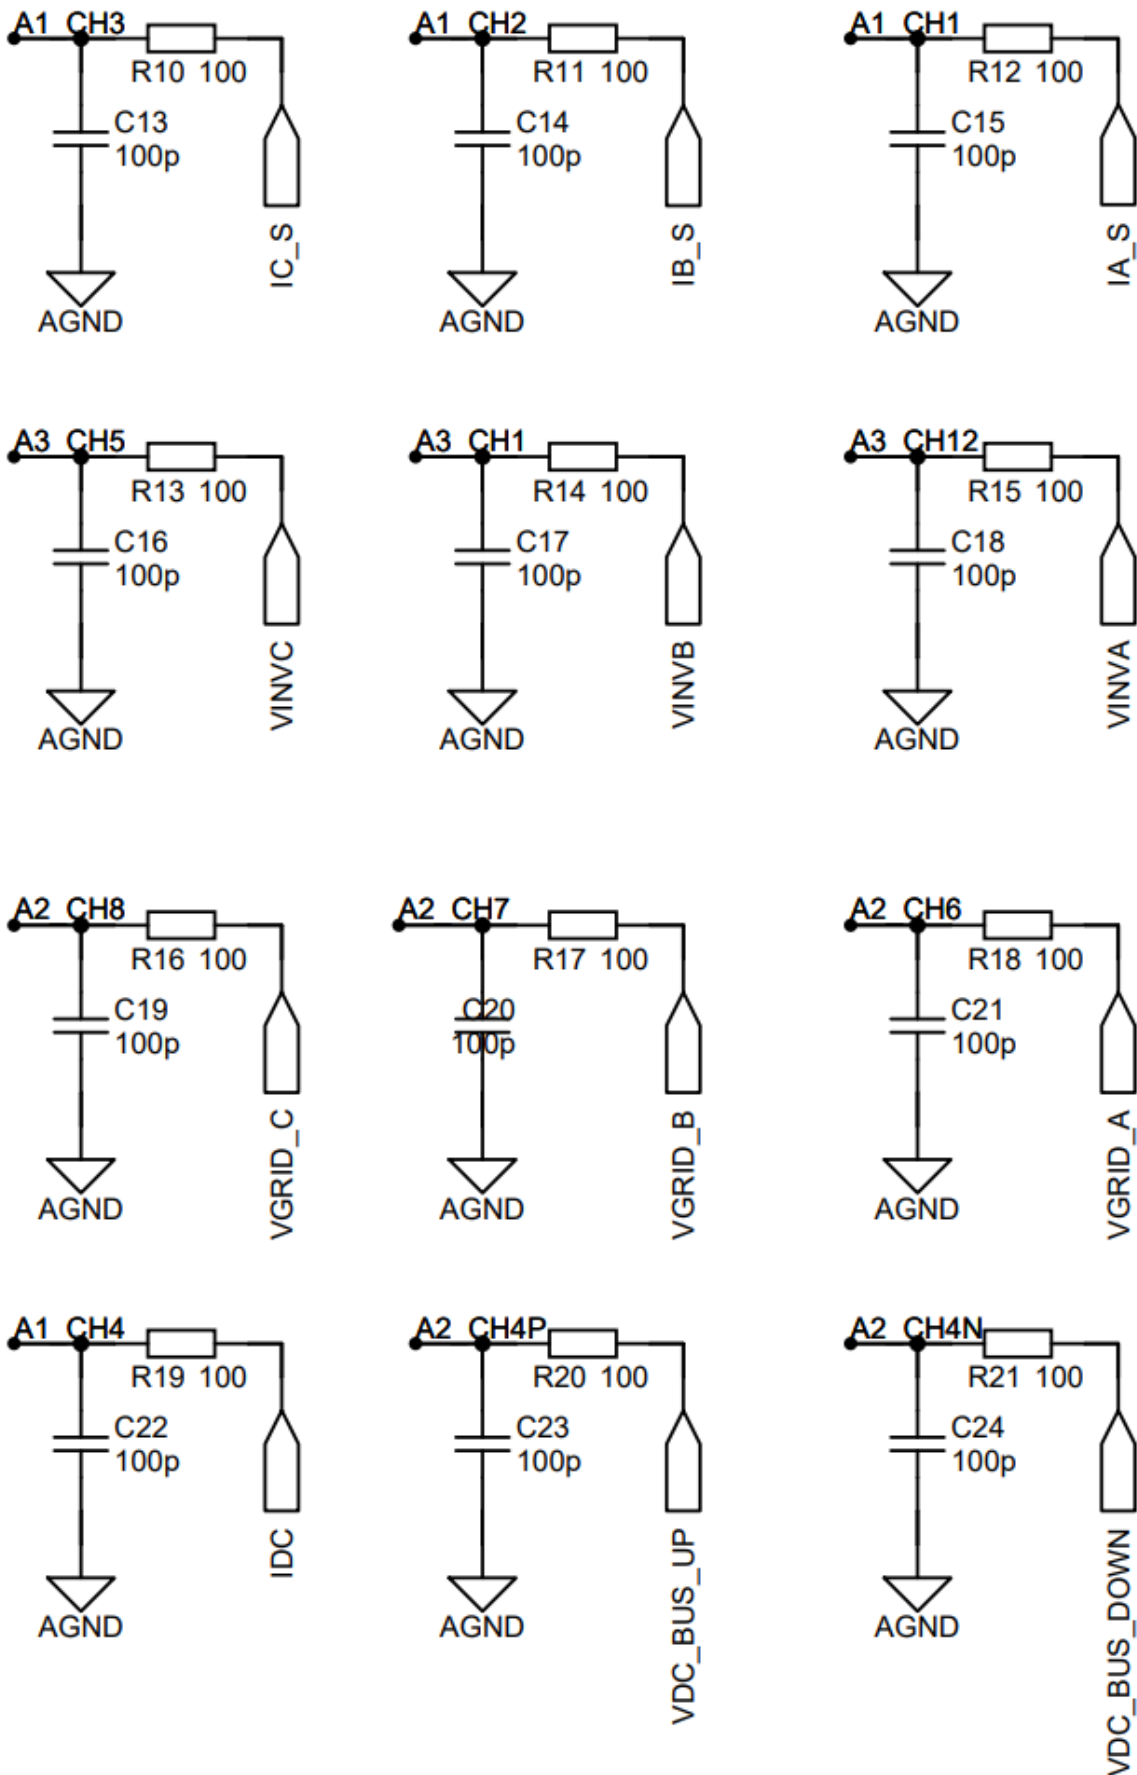 A1 CH3
R10 100
C13
100p
IC_S
AGND
A1 CH2
R11 100
C14
100p
IB_S
AGND
A1 CH1
R12 100
C15
100p
IA_S
AGND
A3 CH5
R13 100
C16
100p
VINVC
AGND
A3 CH1
R14 100
C17
100p
VINVB
AGND
A3 CH12
R15 100
C18
100p
VINVA
AGND
A2 CH8
R16 100
C19
100p
VGRID_C
AGND
A2 CH7
R17 100
C20
100p
VGRID_B
AGND
A2 CH6
R18 100
C21
100p
VGRID_A
AGND
A1 CH4
R19 100
C22
100p
IDC
AGND
A2 CH4P
R20 100
C23
100p
VDC_BUS_UP
AGND
A2 CH4N
R21 100
C24
100p
VDC_BUS_DOWN
AGND